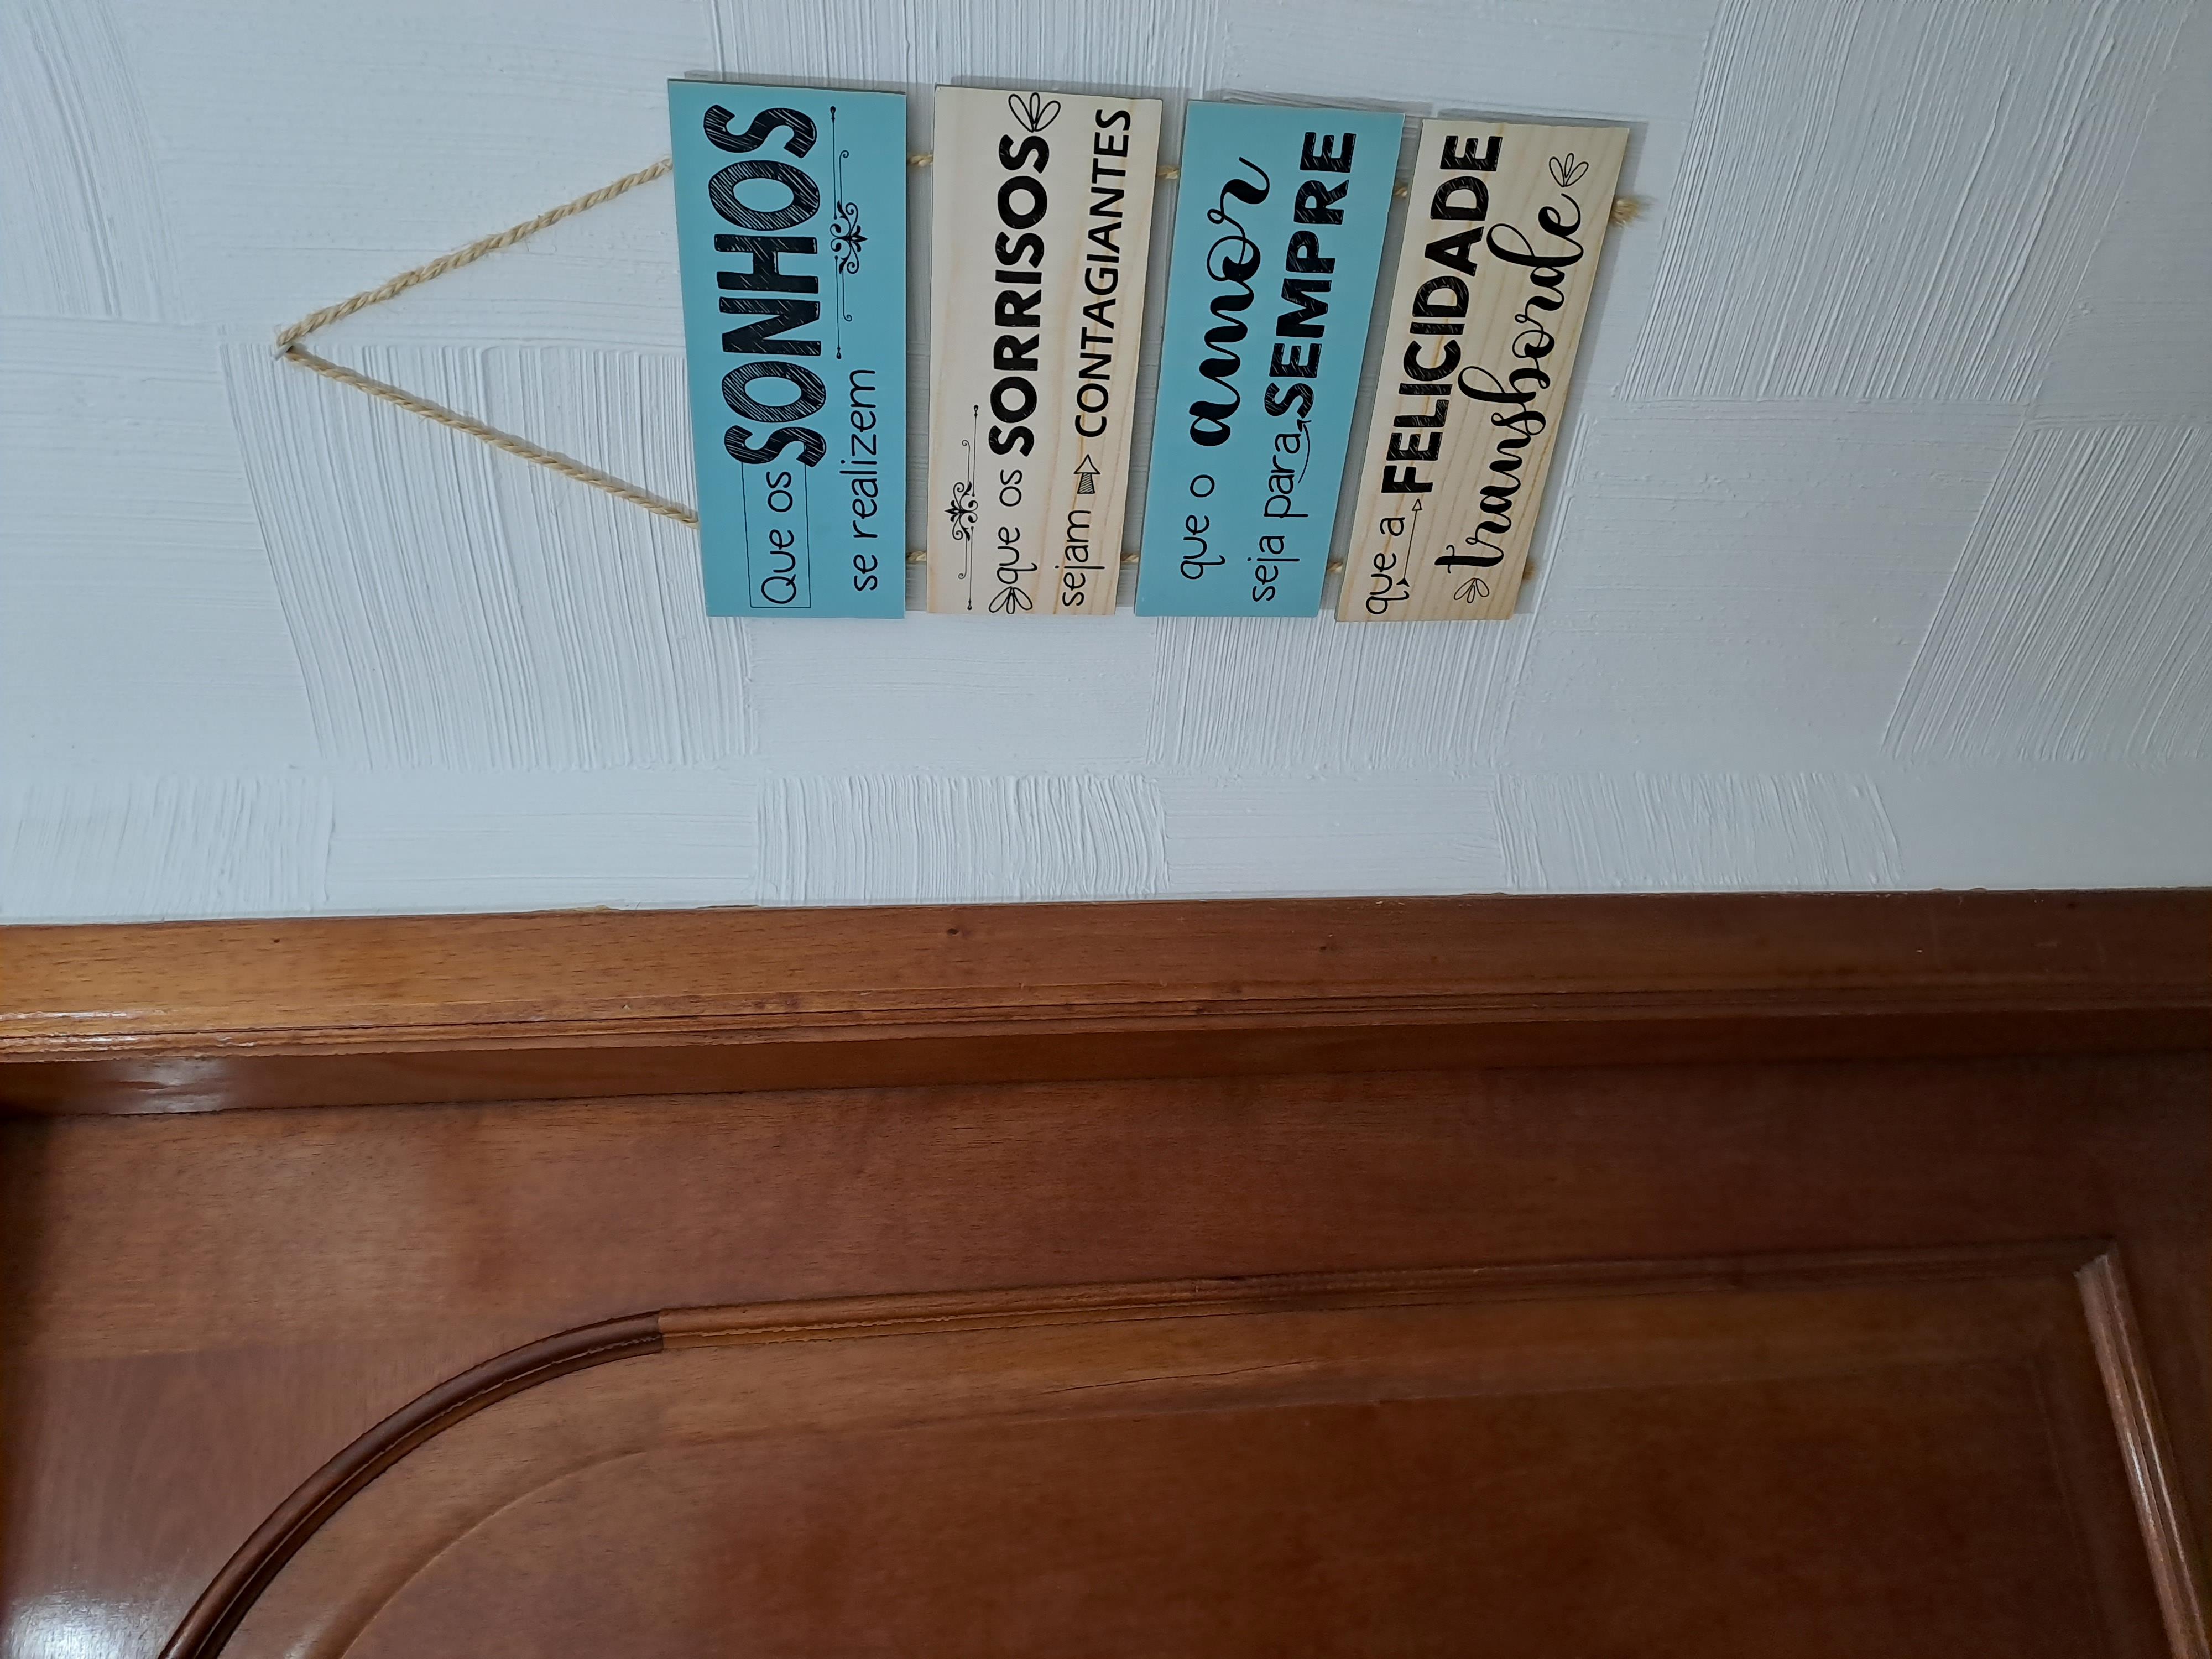 Que os SONHOS
se realizem
que os SORRISOS
sejam CONTAGIANTES
que o amor
seja para SEMPRE
que a FELICIDADE
transborde